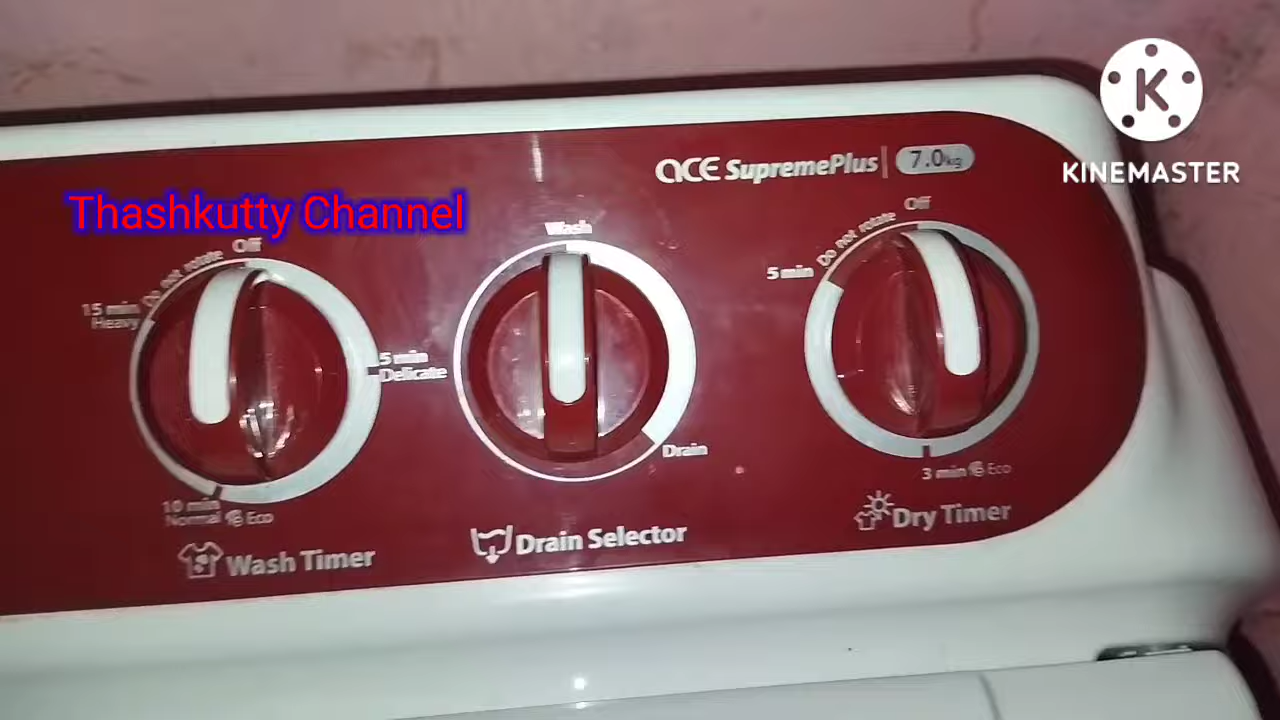 ACE SupremePlus 7.0kg
KINEMASTER
Thashkutty Channel
Off
Do not rotate
15 min
Heavy
5 min
Delicate
10 min
Normal Eco
Wash Timer
Wash
Drain
Drain Selector
Off
Do not rotate
5 min
3 min Eco
Dry Timer